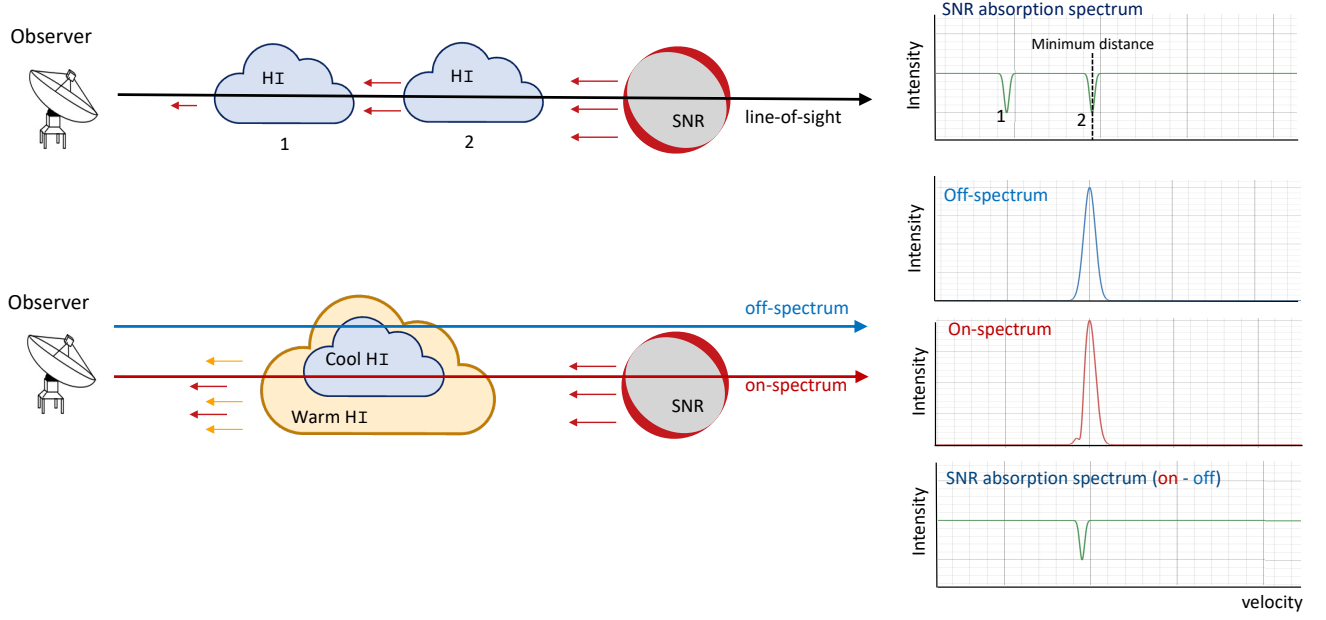 SNR absorption spectrum
Observer
Minimum distance
HI
HI
Intensity
SNR
line-of-sight
1
2
1
2
Off-spectrum
Intensity
Observer
off-spectrum
On-spectrum
Cool HI
on-spectrum
Intensity
SNR
Warm HI
SNR absorption spectrum (on - off)
Intensity
velocity